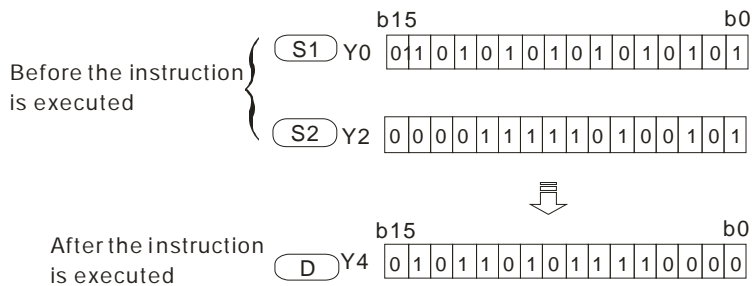 b15 b0
S1 Y0 01 1 0 1 0 1 0 1 0 1 0 1 0 1 0 1
Before the instruction
is executed
S2 Y2 0 0 0 0 1 1 1 1 1 0 1 0 0 1 0 1
b15 b0
After the instruction
is executed
D Y4 0 1 0 1 1 0 1 0 1 1 1 1 0 0 0 0